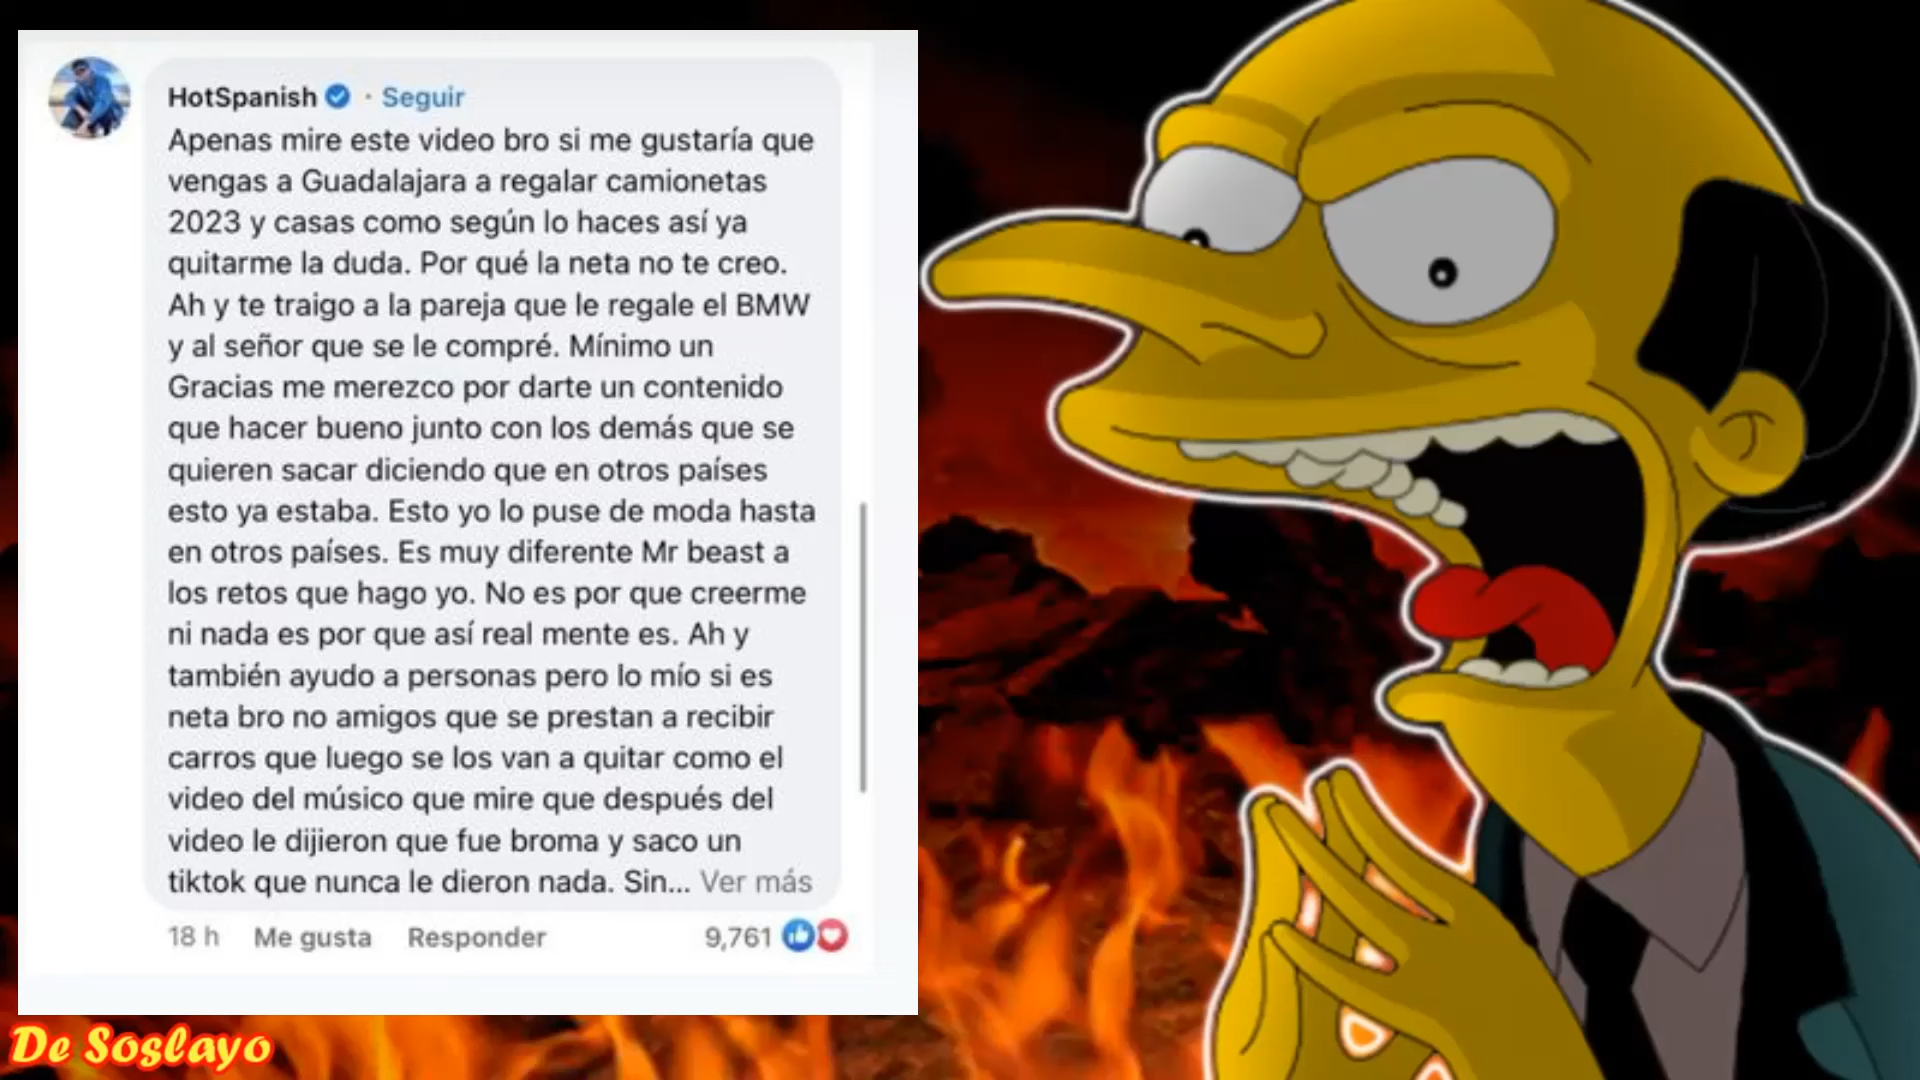 HotSpanish · Seguir
Apenas mire este video bro si me gustaría que
vengas a Guadalajara a regalar camionetas
2023 y casas como según lo haces así ya
quitarme la duda. Por qué la neta no te creo.
Ah y te traigo a la pareja que le regale el BMW
y al señor que se le compré. Mínimo un
Gracias me merezco por darte un contenido
que hacer bueno junto con los demás que se
quieren sacar diciendo que en otros países
esto ya estaba. Esto yo lo puse de moda hasta
en otros países. Es muy diferente Mr beast a
los retos que hago yo. No es por que creerme
ni nada es por que así real mente es. Ah y
también ayudo a personas pero lo mío si es
neta bro no amigos que se prestan a recibir
carros que luego se los van a quitar como el
video del músico que mire que después del
video le dijieron que fue broma y saco un
tiktok que nunca le dieron nada. Sin... Ver más
18 h Me gusta Responder 9,761
De Soslayo